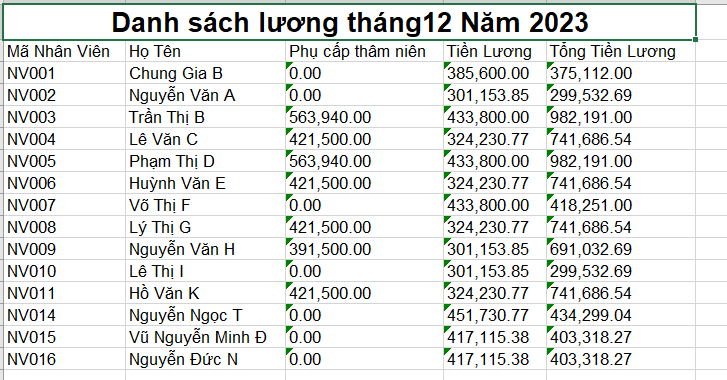 Danh sách lương tháng12 Năm 2023
Mã Nhân Viên Họ Tên Phụ cấp thâm niên Tiền Lương Tổng Tiền Lương
NV001 Chung Gia B 0.00 385,600.00 375,112.00
NV002 Nguyễn Văn A 0.00 301,153.85 299,532.69
NV003 Trần Thị B 563,940.00 433,800.00 982,191.00
NV004 Lê Văn C 421,500.00 324,230.77 741,686.54
NV005 Phạm Thị D 563,940.00 433,800.00 982,191.00
NV006 Huỳnh Văn E 421,500.00 324,230.77 741,686.54
NV007 Võ Thị F 0.00 433,800.00 418,251.00
NV008 Lý Thị G 421,500.00 324,230.77 741,686.54
NV009 Nguyễn Văn H 391,500.00 301,153.85 691,032.69
NV010 Lê Thị I 0.00 301,153.85 299,532.69
NV011 Hồ Văn K 421,500.00 324,230.77 741,686.54
NV014 Nguyễn Ngọc T 0.00 451,730.77 434,299.04
NV015 Vũ Nguyễn Minh Đ 0.00 417,115.38 403,318.27
NV016 Nguyễn Đức N 0.00 417,115.38 403,318.27